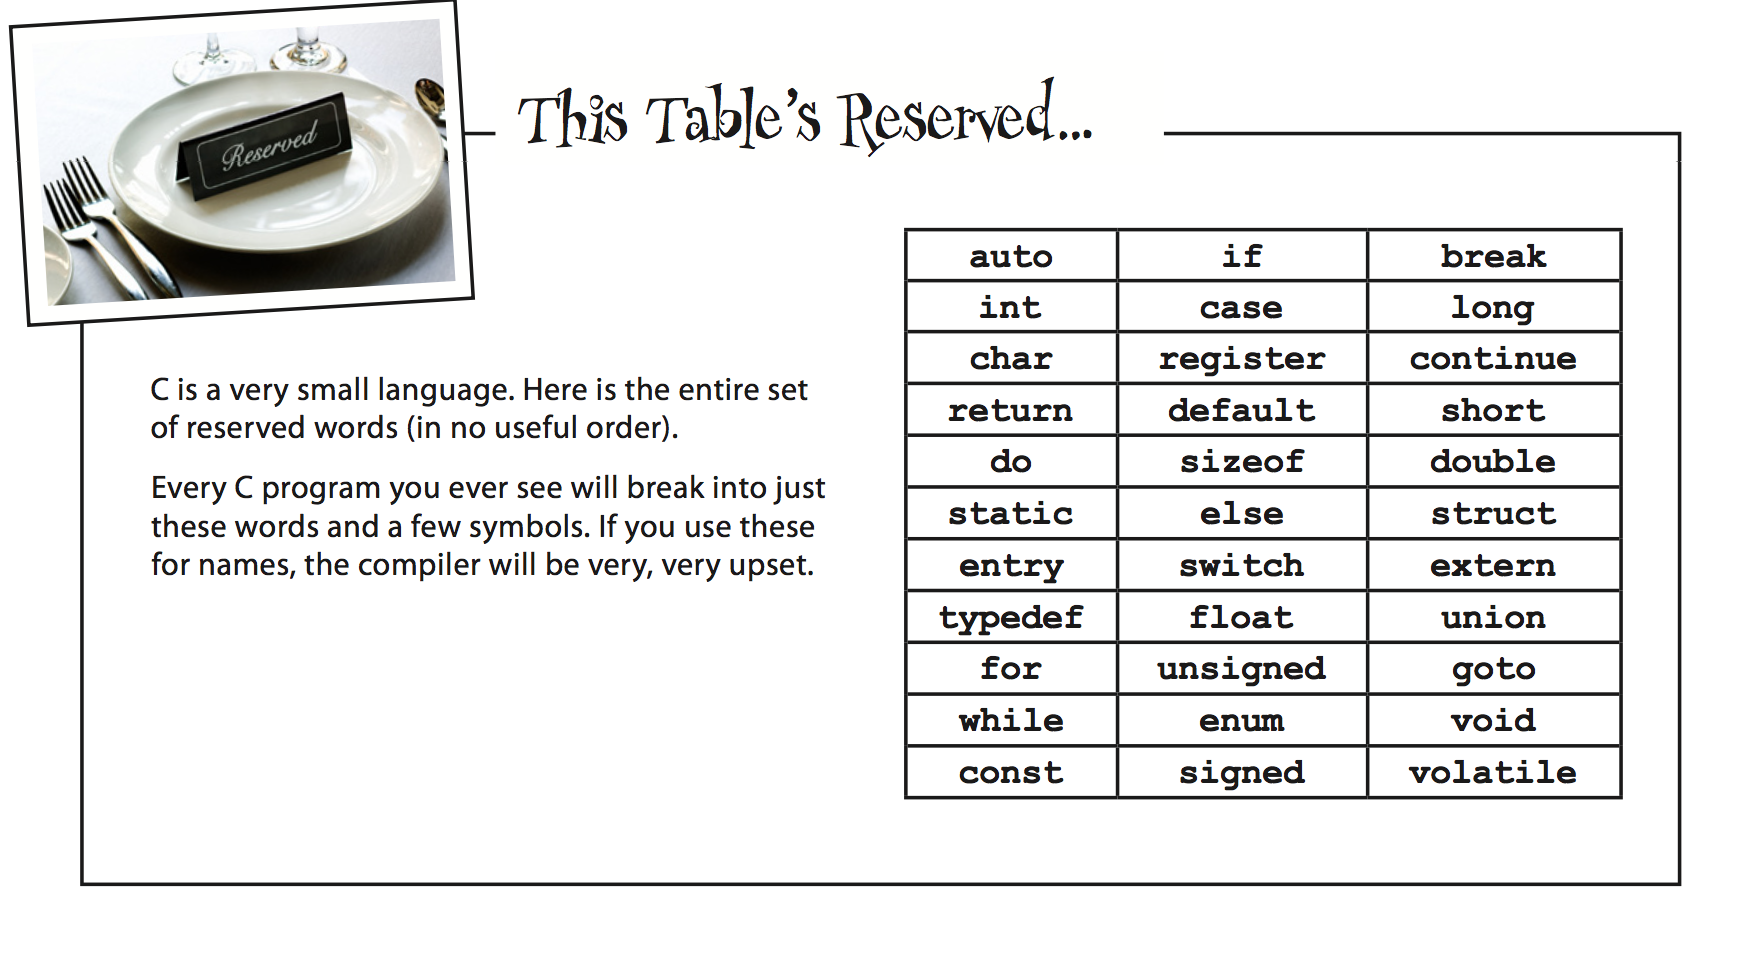 Reserved
This Table's Reserved...
C is a very small language. Here is the entire set
of reserved words (in no useful order).
Every C program you ever see will break into just
these words and a few symbols. If you use these
for names, the compiler will be very, very upset.
auto if break
int case long
char register continue
return default short
do sizeof double
static else struct
entry switch extern
typedef float union
for unsigned goto
while enum void
const signed volatile